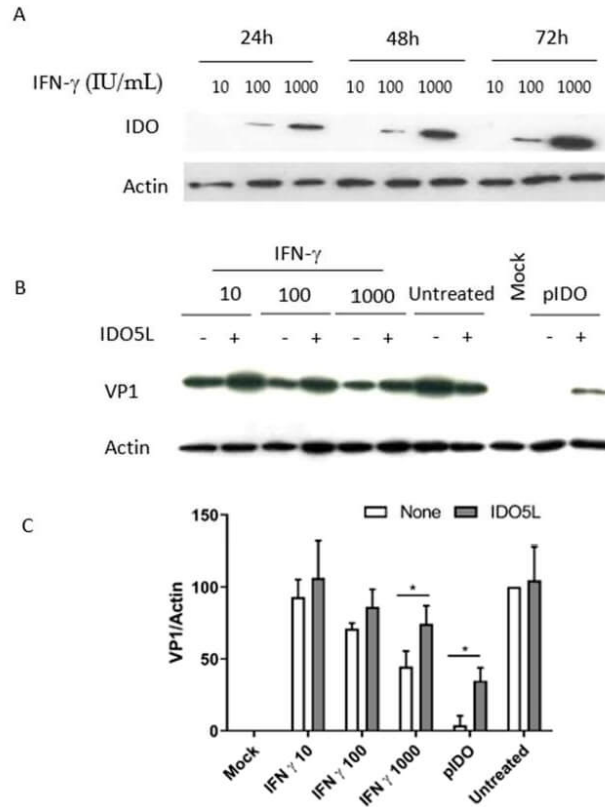 A
24h 48h 72h
IFN-γ (IU/mL) 10 100 1000 10 100 1000 10 100 1000
IDO
Actin
B
IFN-γ
10 100 1000 Untreated Mock pIDO
IDO5L - + - + - + - + - +
VP1
Actin
C
None IDO5L
VP1/Actin
150
100
50
0
* *
Mock IFN γ 10 IFN γ 100 IFN γ 1000 pIDO Untreated